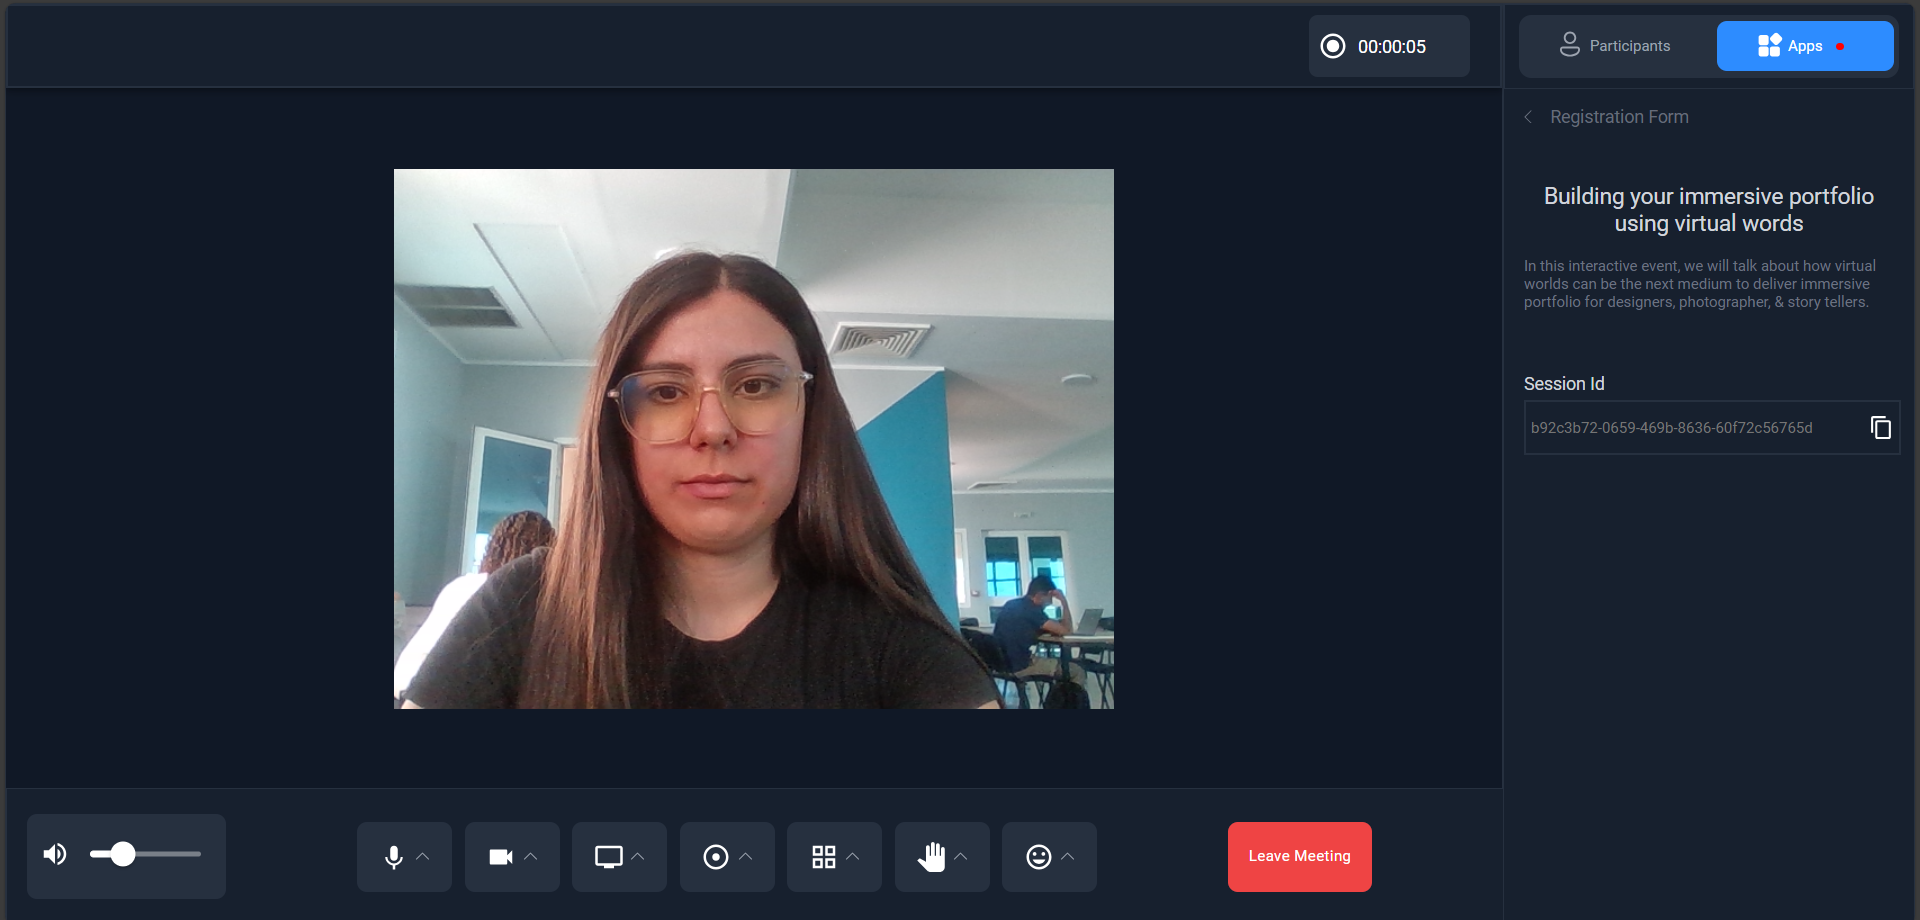 00:00:05
Participants
Apps
Registration Form
Building your immersive portfolio
using virtual words
In this interactive event, we will talk about how virtual
worlds can be the next medium to deliver immersive
portfolio for designers, photographer, & story tellers.
Session Id
b92c3b72-0659-469b-8636-60f72c56765d
Leave Meeting